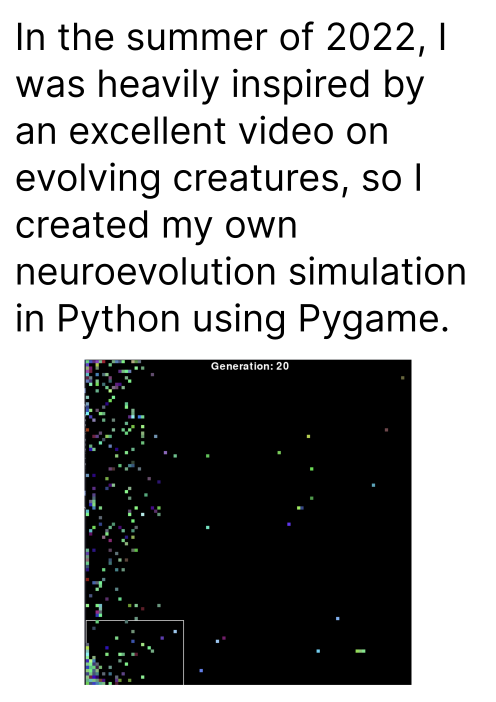 In the summer of 2022, I
was heavily inspired by
an excellent video on
evolving creatures, so I
created my own
neuroevolution simulation
in Python using Pygame.
Generation: 20